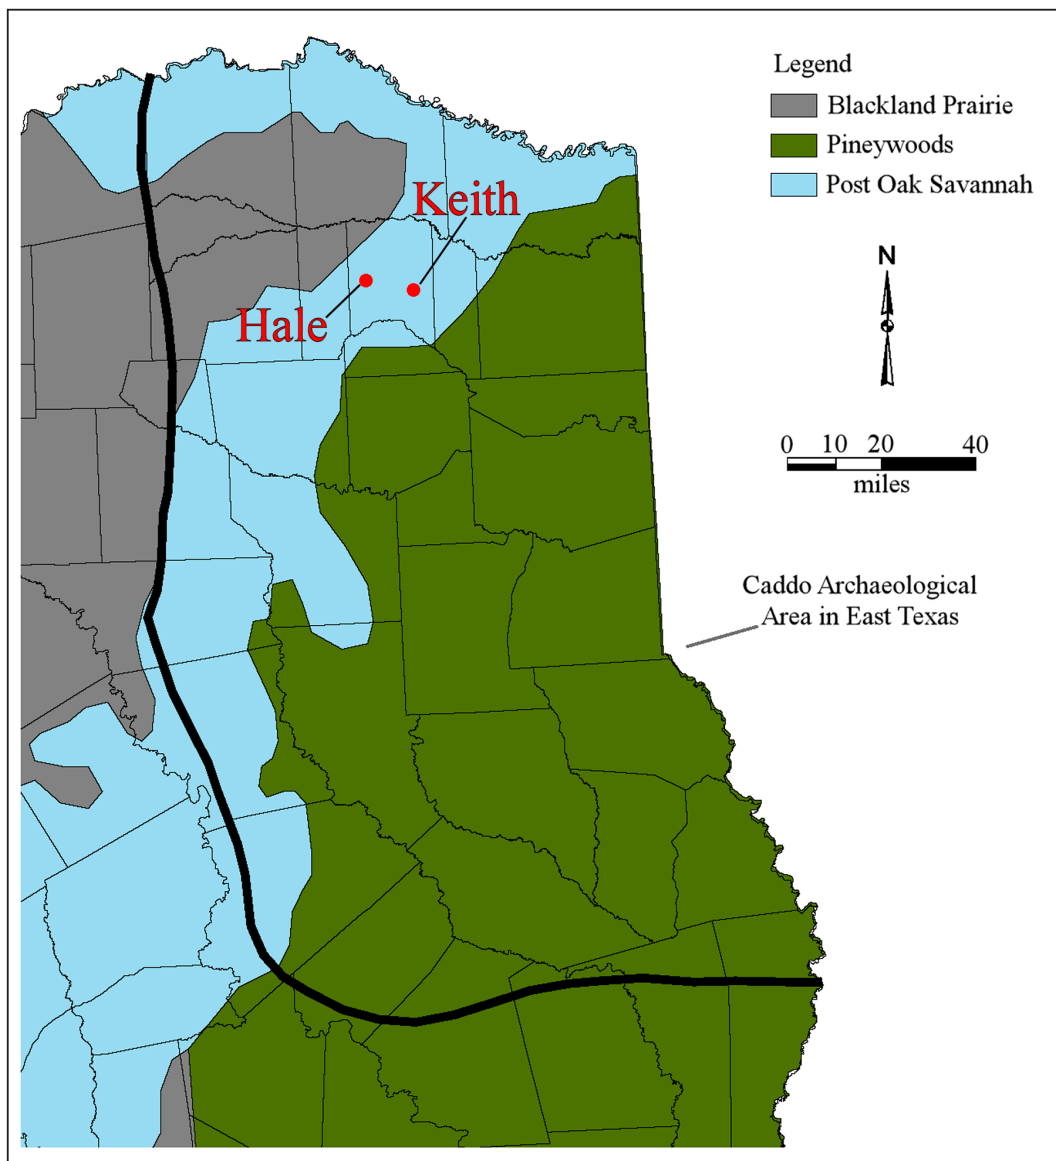 Legend
Blackland Prairie
Pineywoods
Post Oak Savannah
Keith
Hale
N
0 10 20 40
miles
Caddo Archaeological
Area in East Texas